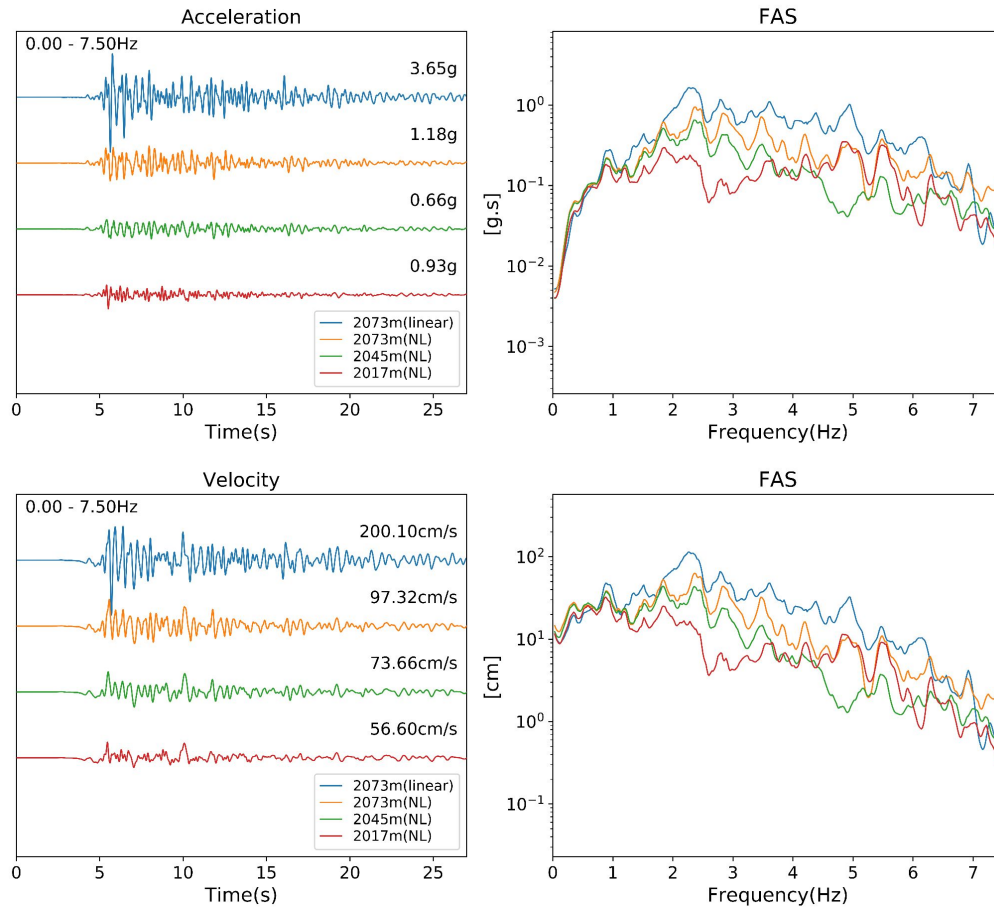 Acceleration
0.00 - 7.50Hz
3.65g
1.18g
0.66g
0.93g
2073m(linear)
2073m(NL)
2045m(NL)
2017m(NL)
0 5 10 15 20 25
Time(s)
FAS
[g.s]
10^0
10^-1
10^-2
10^-3
0 1 2 3 4 5 6 7
Frequency(Hz)
Velocity
0.00 - 7.50Hz
200.10cm/s
97.32cm/s
73.66cm/s
56.60cm/s
2073m(linear)
2073m(NL)
2045m(NL)
2017m(NL)
0 5 10 15 20 25
Time(s)
FAS
[cm]
10^2
10^1
10^0
10^-1
0 1 2 3 4 5 6 7
Frequency(Hz)